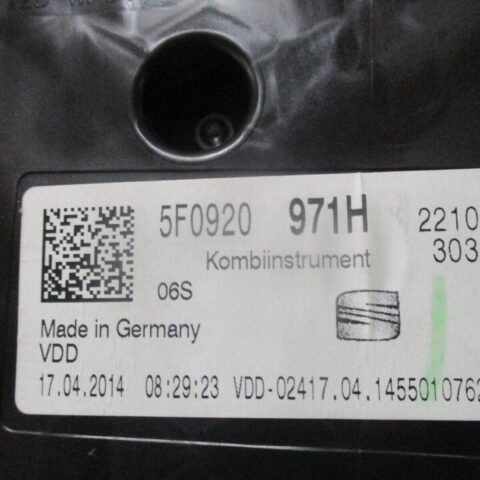 5F0920 971H 2210
Kombiinstrument 303
06S
Made in Germany
VDD
17.04.2014 08:29:23 VDD-02417.04.1455010762